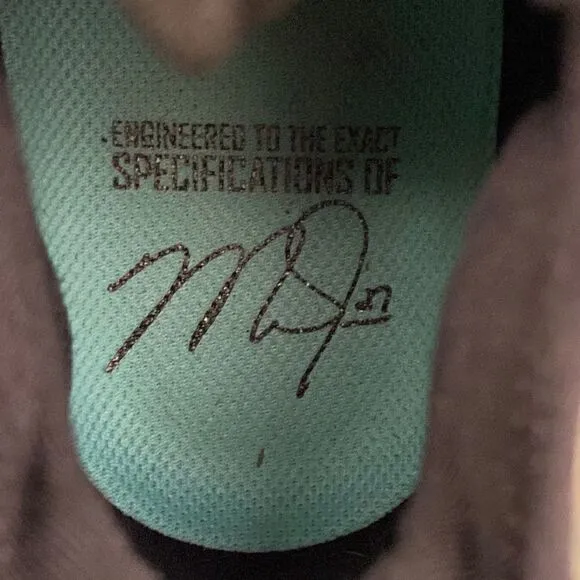 ENGINEERED TO THE EXACT
SPECIFICATIONS OF